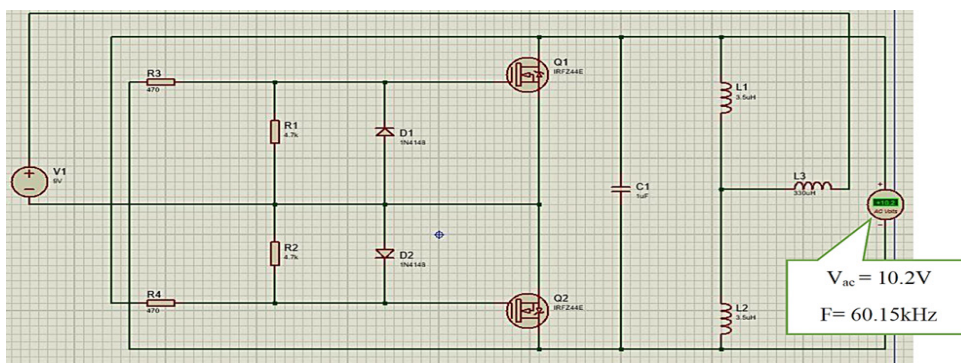 Q1
IRFZ44E
R3
470
L1
3.5uH
R1
4.7k
D1
1N4148
V1
L3
330uH
C1
1uF
+10.2
AC Volts
R2
4.7k
D2
1N4148
Vac = 10.2V
F= 60.15kHz
R4
470
Q2
IRFZ44E
L2
3.5uH